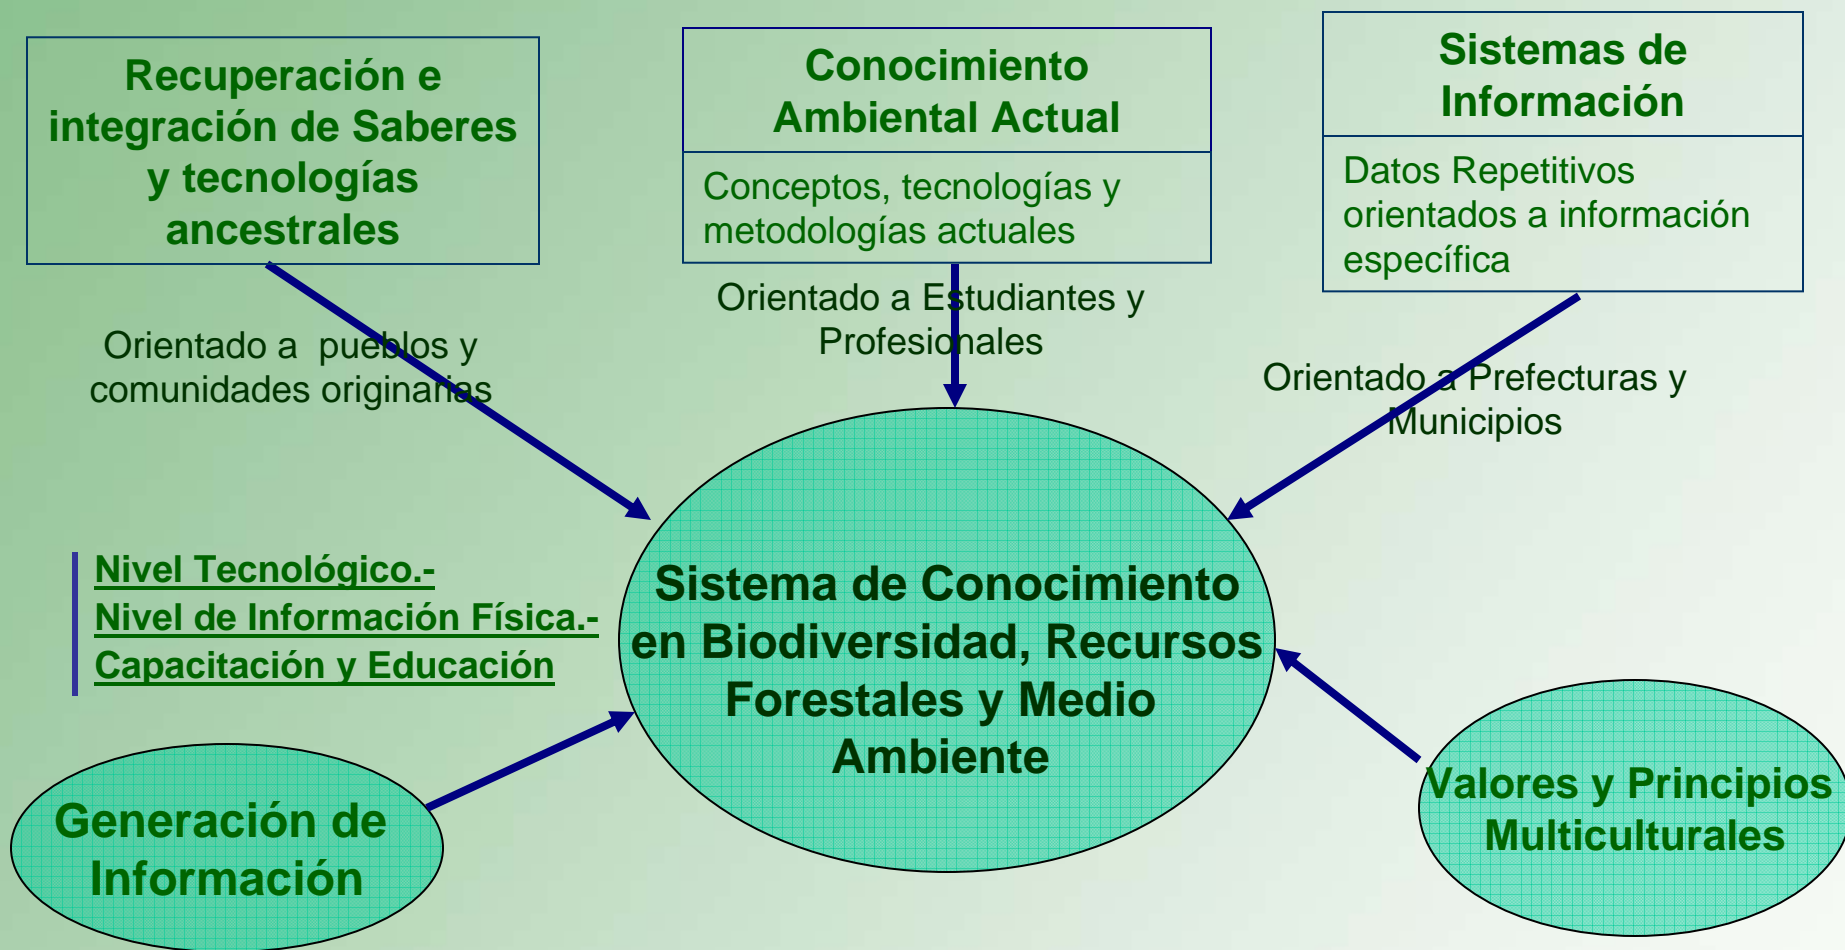 Recuperación e
integración de Saberes
y tecnologías
ancestrales
Conocimiento
Ambiental Actual
Conceptos, tecnologías y
metodologías actuales
Sistemas de
Información
Datos Repetitivos
orientados a información
específica
Orientado a pueblos y
comunidades originarias
Orientado a Estudiantes y
Profesionales
Orientado a Prefecturas y
Municipios
Nivel Tecnológico.-
Nivel de Información Física.-
Capacitación y Educación
Sistema de Conocimiento
en Biodiversidad, Recursos
Forestales y Medio
Ambiente
Generación de
Información
Valores y Principios
Multiculturales